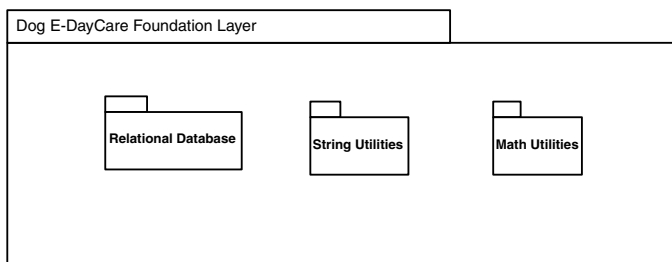 Dog E-DayCare Foundation Layer
Relational Database
String Utilities
Math Utilities